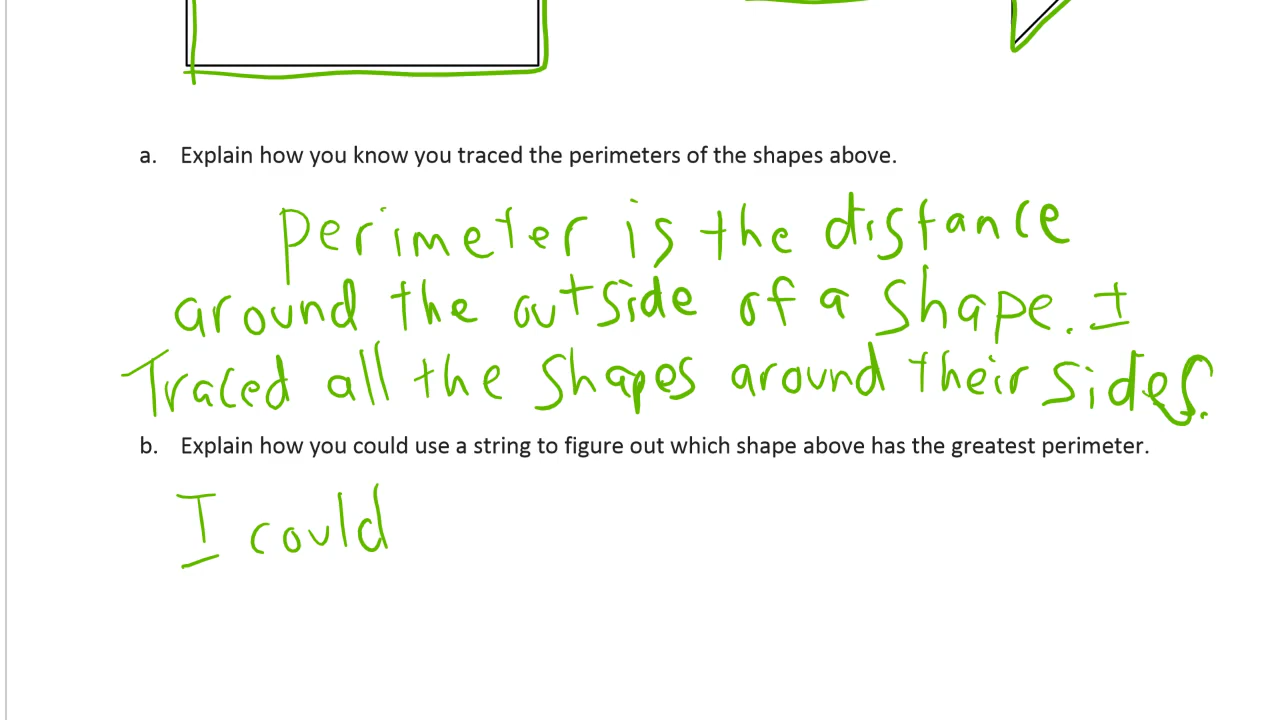 a. Explain how you know you traced the perimeters of the shapes above.
perimeter is the distance
around the outside of a shape. I
Traced all the shapes around their sides.
b. Explain how you could use a string to figure out which shape above has the greatest perimeter.
I could